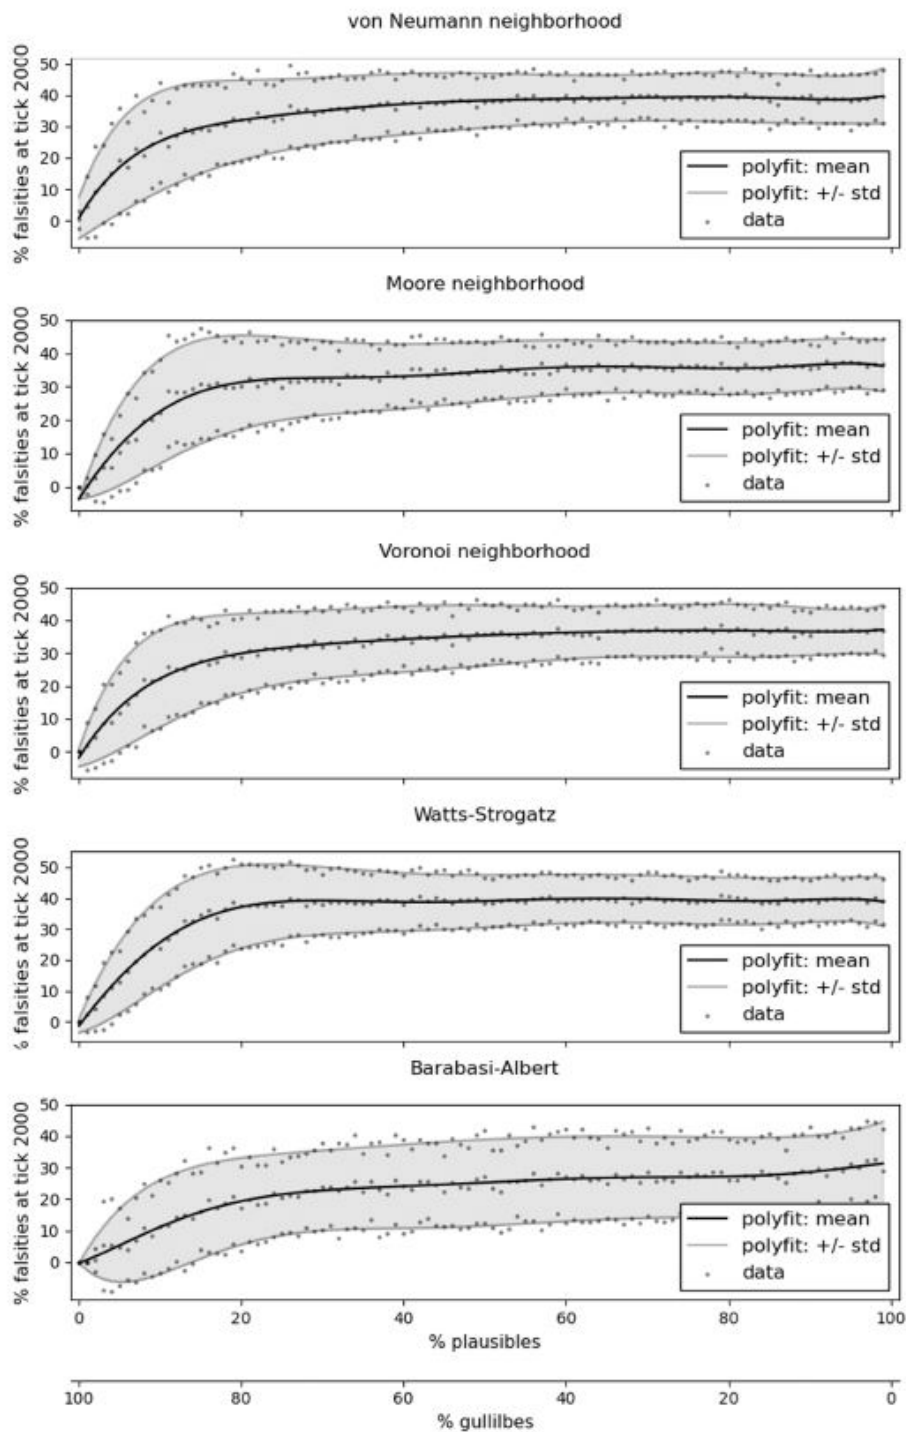 von Neumann neighborhood
% falsities at tick 2000
50
40
30
20
10
0
polyfit: mean
polyfit: +/- std
data
Moore neighborhood
% falsities at tick 2000
50
40
30
20
10
0
polyfit: mean
polyfit: +/- std
data
Voronoi neighborhood
% falsities at tick 2000
50
40
30
20
10
0
polyfit: mean
polyfit: +/- std
data
Watts-Strogatz
% falsities at tick 2000
50
40
30
20
10
0
polyfit: mean
polyfit: +/- std
data
Barabasi-Albert
% falsities at tick 2000
50
40
30
20
10
0
polyfit: mean
polyfit: +/- std
data
0 20 40 60 80 100
% plausibles
100 80 60 40 20 0
% gullilbes